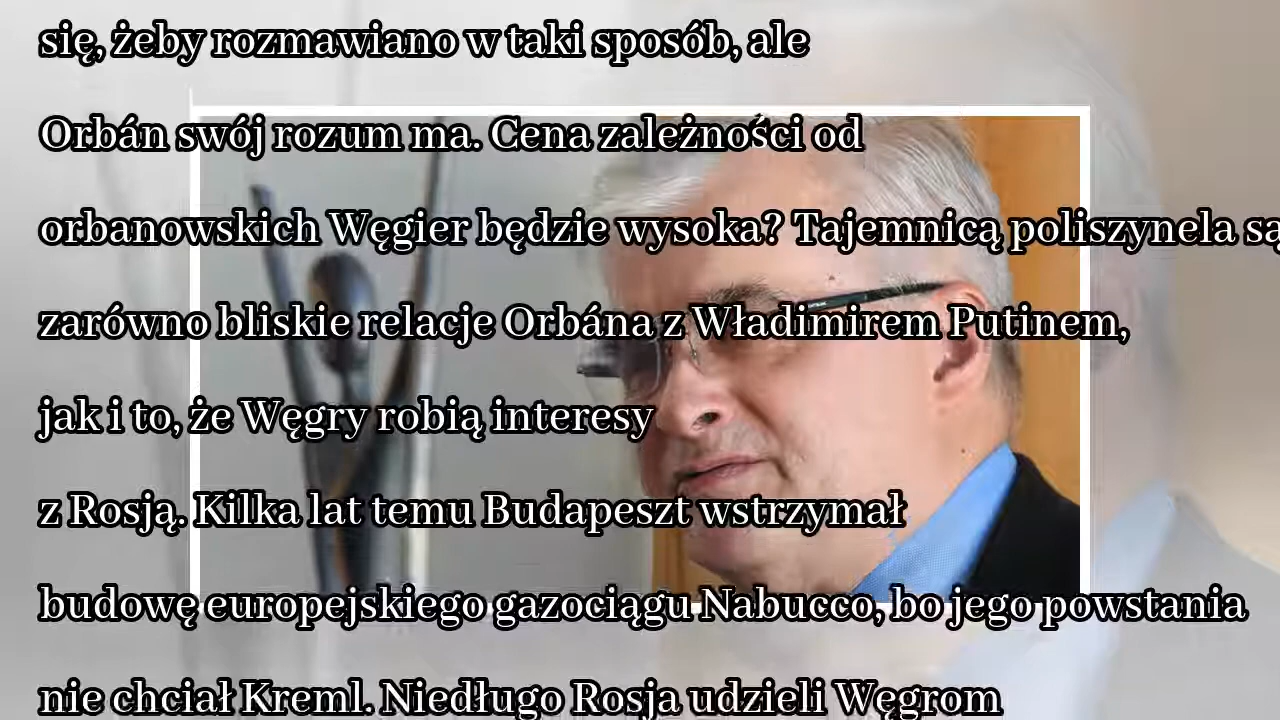 się, żeby rozmawiano w taki sposób, ale
Orbán swój rozum ma. Cena zależności od
orbanowskich Węgier będzie wysoka? Tajemnicą poliszynela są
zarówno bliskie relacje Orbána z Władimirem Putinem,
jak i to, że Węgry robią interesy
z Rosją. Kilka lat temu Budapeszt wstrzymał
budowę europejskiego gazociągu Nabucco, bo jego powstania
nie chciał Kreml. Niedługo Rosja udzieli Węgrom